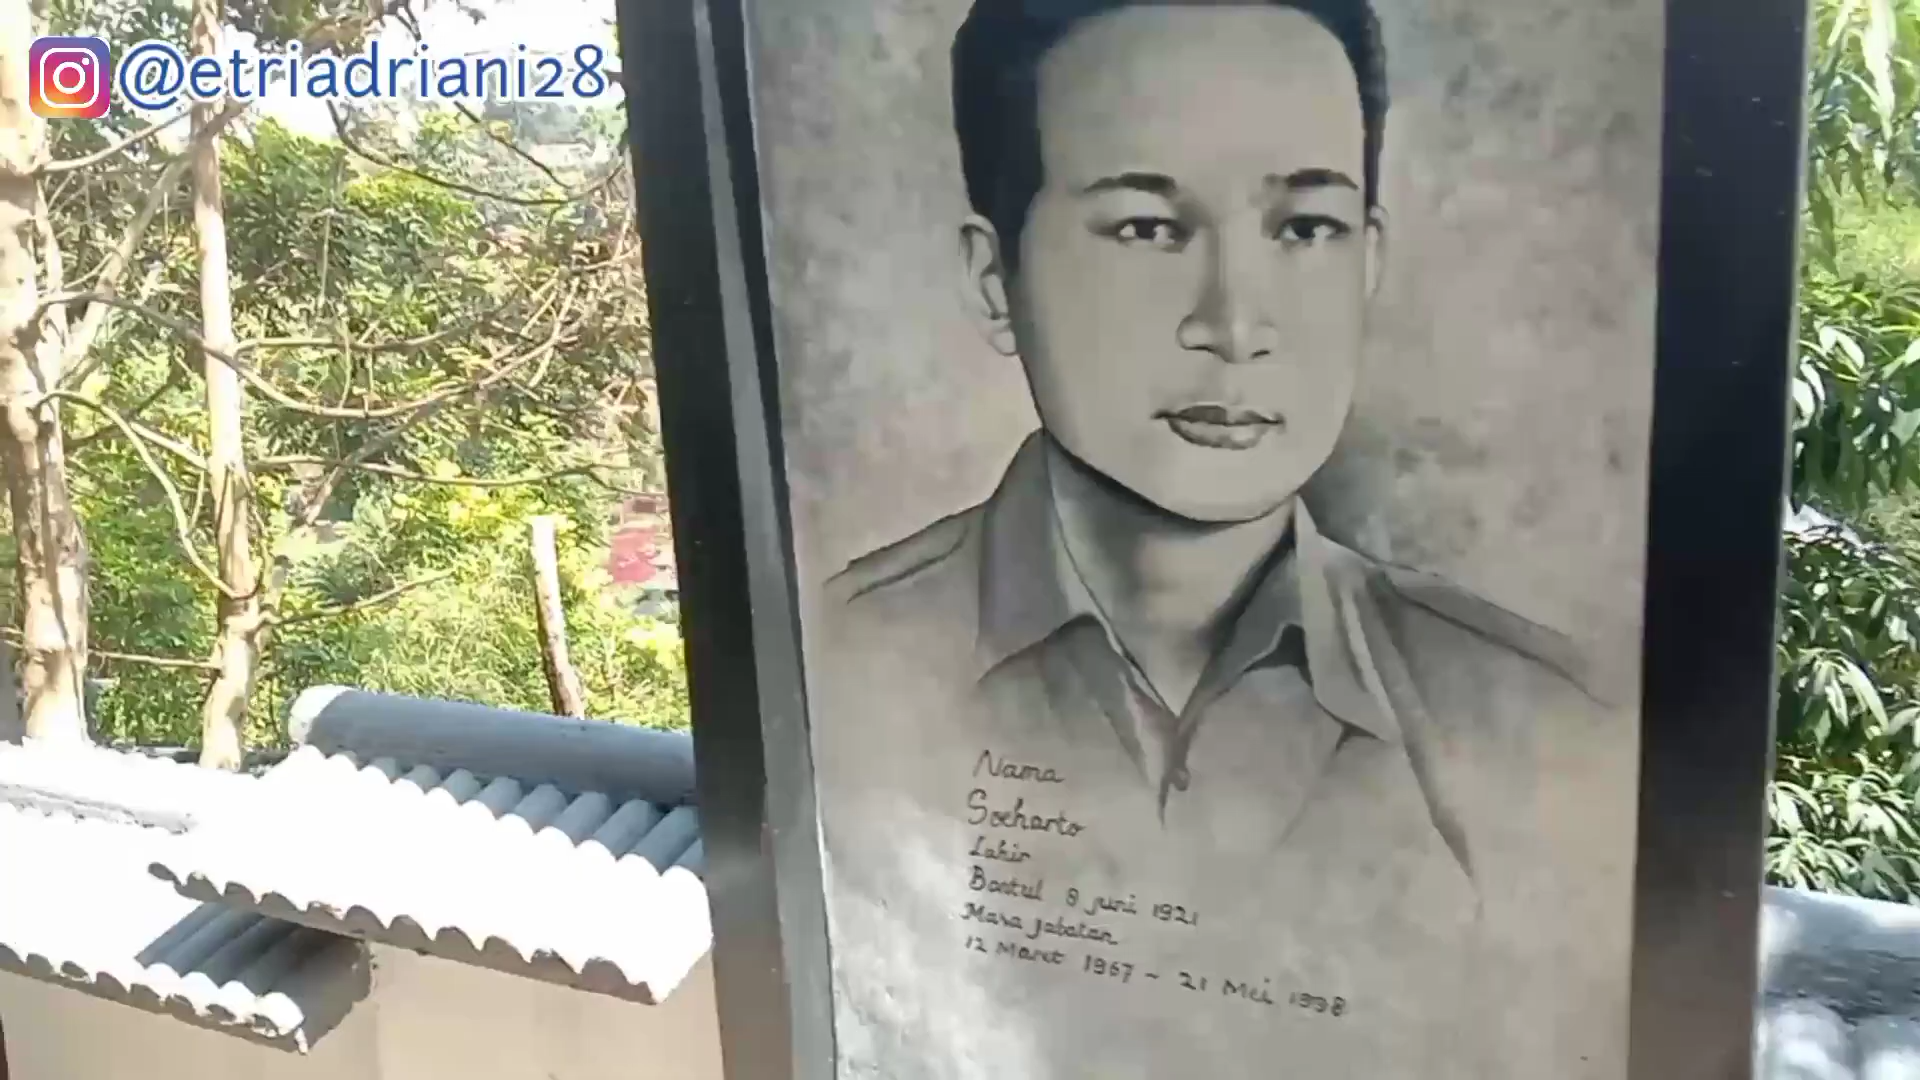 @etriadriani28
Nama
Soeharto
Lahir
Bantul 8 juni 1921
Masa jabatan
12 Maret 1967 - 21 Mei 1998